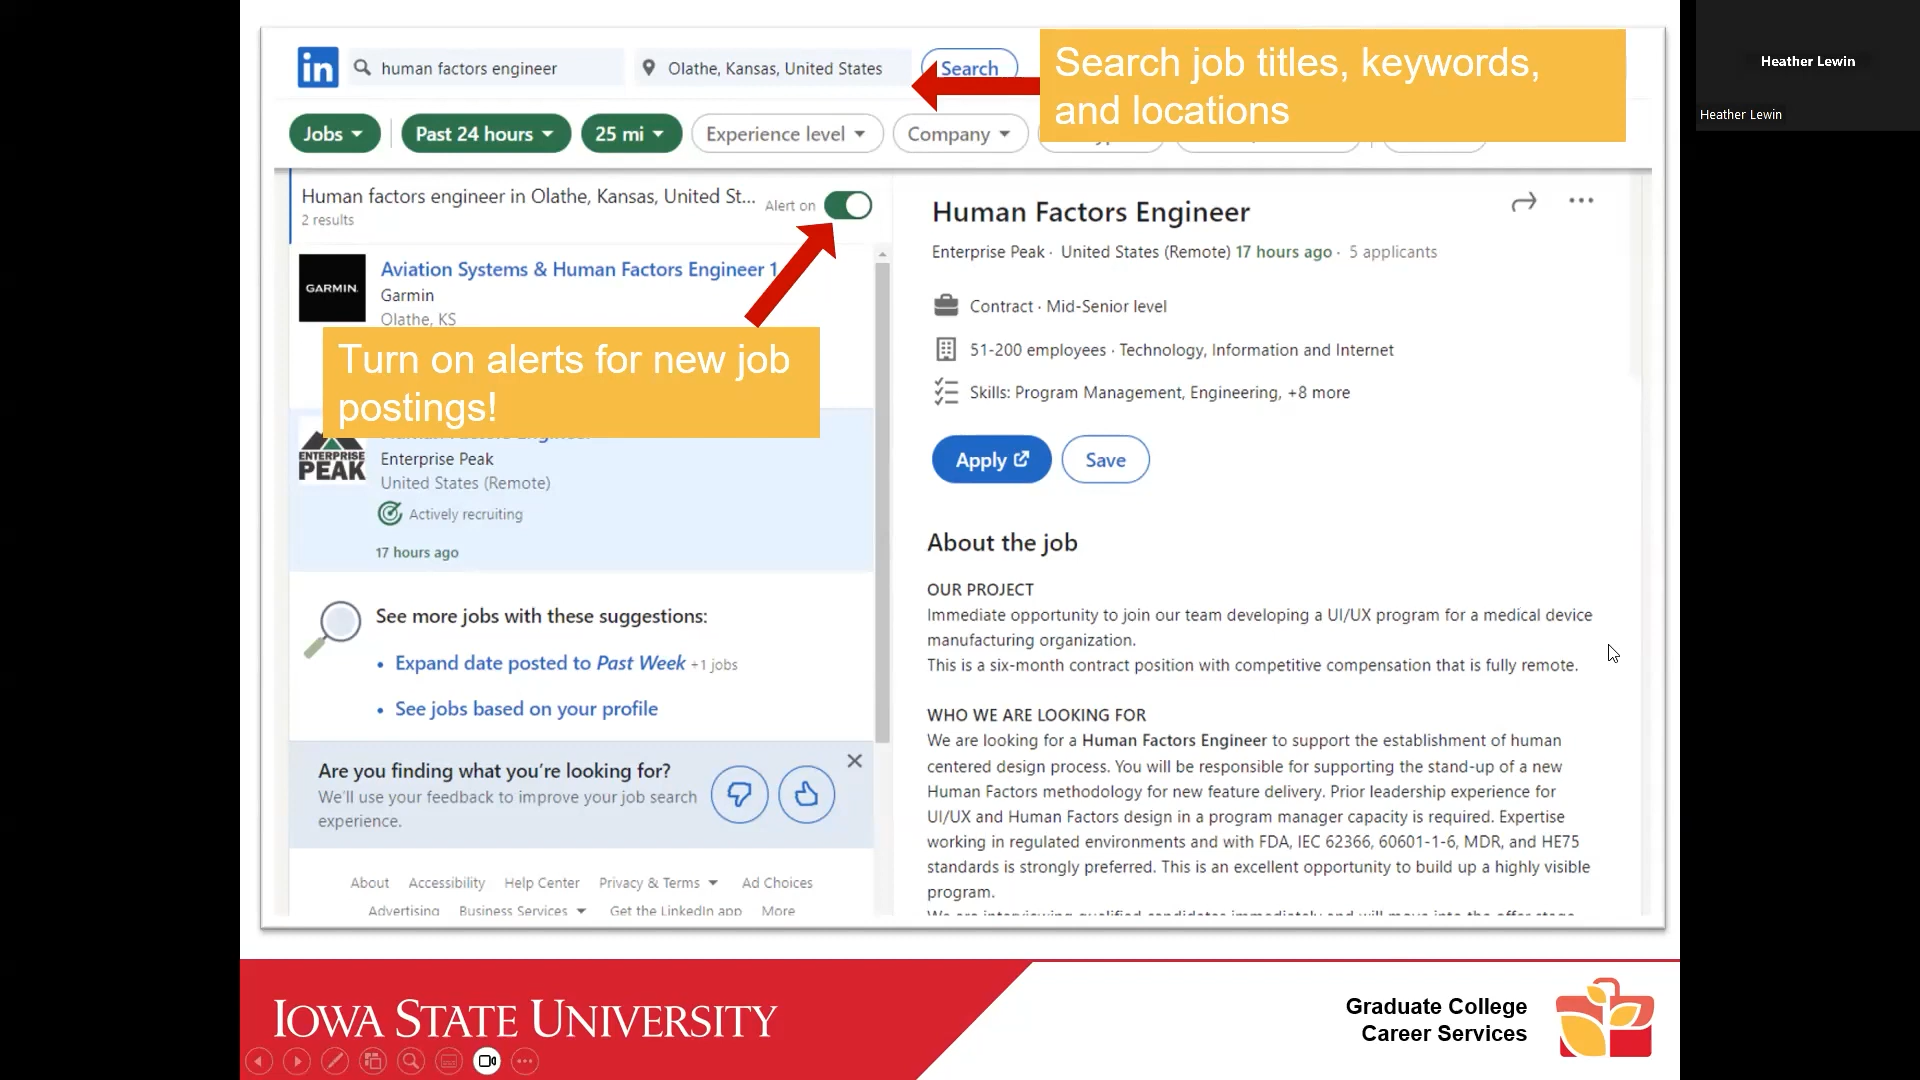 in
human factors engineer
Olathe, Kansas, United States
Search
Search job titles, keywords,
and locations
Jobs
Past 24 hours
25 mi
Experience level
Company
Human factors engineer in Olathe, Kansas, United St...
2 results
Alert on
GARMIN.
Aviation Systems & Human Factors Engineer 1
Garmin
Olathe, KS
Turn on alerts for new job
postings!
ENTERPRISE
PEAK
Enterprise Peak
United States (Remote)
Actively recruiting
17 hours ago
See more jobs with these suggestions:
• Expand date posted to Past Week +1 jobs
• See jobs based on your profile
Are you finding what you're looking for?
We'll use your feedback to improve your job search
experience.
About Accessibility Help Center Privacy & Terms Ad Choices
Advertising Business Services Get the LinkedIn app More
Human Factors Engineer
Enterprise Peak · United States (Remote) 17 hours ago · 5 applicants
Contract · Mid-Senior level
51-200 employees · Technology, Information and Internet
Skills: Program Management, Engineering, +8 more
Apply
Save
About the job
OUR PROJECT
Immediate opportunity to join our team developing a UI/UX program for a medical device
manufacturing organization.
This is a six-month contract position with competitive compensation that is fully remote.
WHO WE ARE LOOKING FOR
We are looking for a Human Factors Engineer to support the establishment of human
centered design process. You will be responsible for supporting the stand-up of a new
Human Factors methodology for new feature delivery. Prior leadership experience for
UI/UX and Human Factors design in a program manager capacity is required. Expertise
working in regulated environments and with FDA, IEC 62366, 60601-1-6, MDR, and HE75
standards is strongly preferred. This is an excellent opportunity to build up a highly visible
program.
We are interviewing qualified candidates immediately and will move into the offer stage
IOWA STATE UNIVERSITY
Graduate College
Career Services
Heather Lewin
Heather Lewin